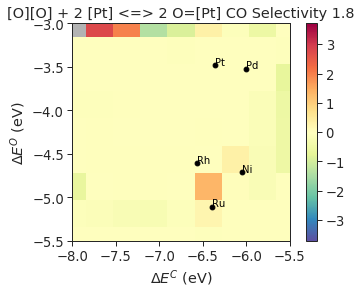 [O][O] + 2 [Pt] <=> 2 O=[Pt] CO Selectivity 1.8
−3.0
−3.5
−4.0
−4.5
−5.0
−5.5
ΔE^O (eV)
Pt
Pd
Rh
Ni
Ru
−8.0 −7.5 −7.0 −6.5 −6.0 −5.5
ΔE^C (eV)
3
2
1
0
−1
−2
−3